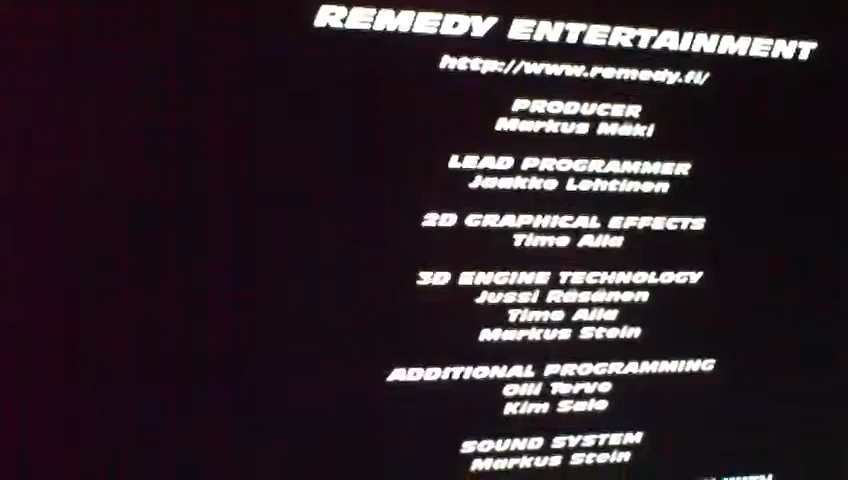 REMEDY ENTERTAINMENT
http://www.remedy.fi/
PRODUCER
Markus Mäki
LEAD PROGRAMMER
Jaakko Lehtinen
2D GRAPHICAL EFFECTS
Timo Aila
3D ENGINE TECHNOLOGY
Jussi Räsänen
Timo Aila
Markus Stein
ADDITIONAL PROGRAMMING
Olli Tervo
Kim Salo
SOUND SYSTEM
Markus Stein